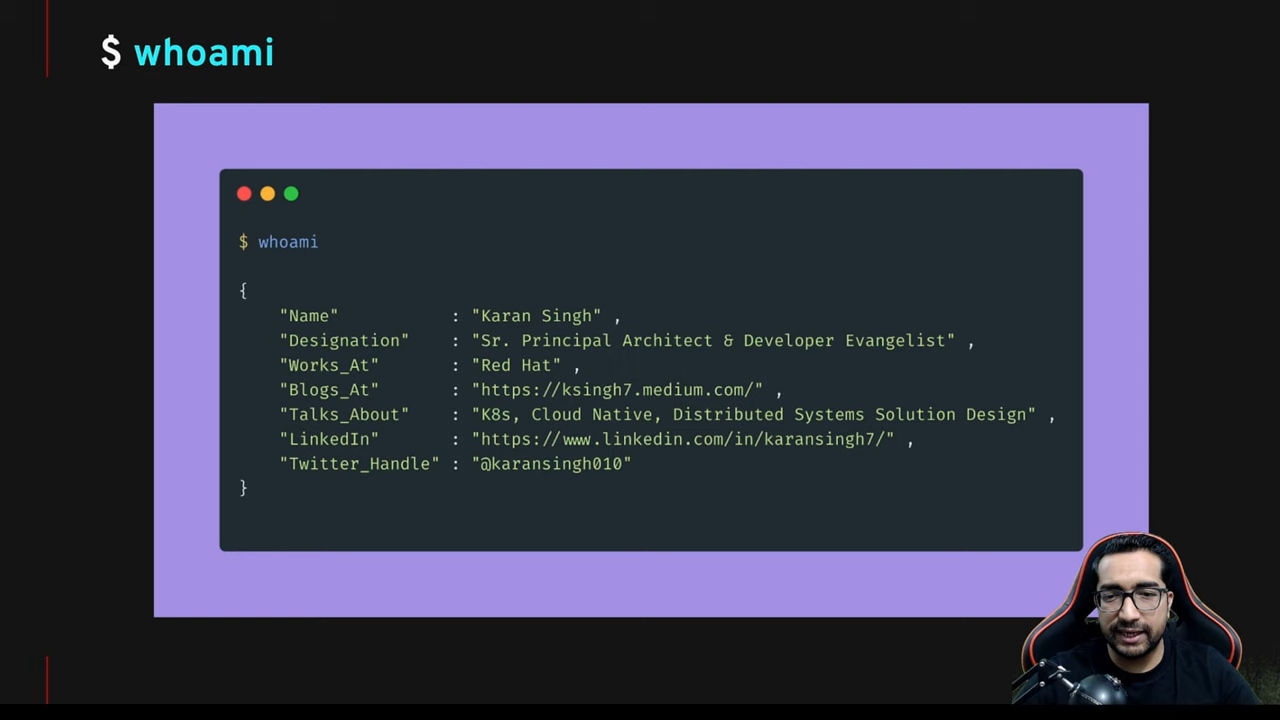 $ whoami
$ whoami
{
"Name" : "Karan Singh" ,
"Designation" : "Sr. Principal Architect & Developer Evangelist" ,
"Works_At" : "Red Hat" ,
"Blogs_At" : "https://ksingh7.medium.com/" ,
"Talks_About" : "K8s, Cloud Native, Distributed Systems Solution Design" ,
"LinkedIn" : "https://www.linkedin.com/in/karansingh7/" ,
"Twitter_Handle" : "@karansingh010"
}